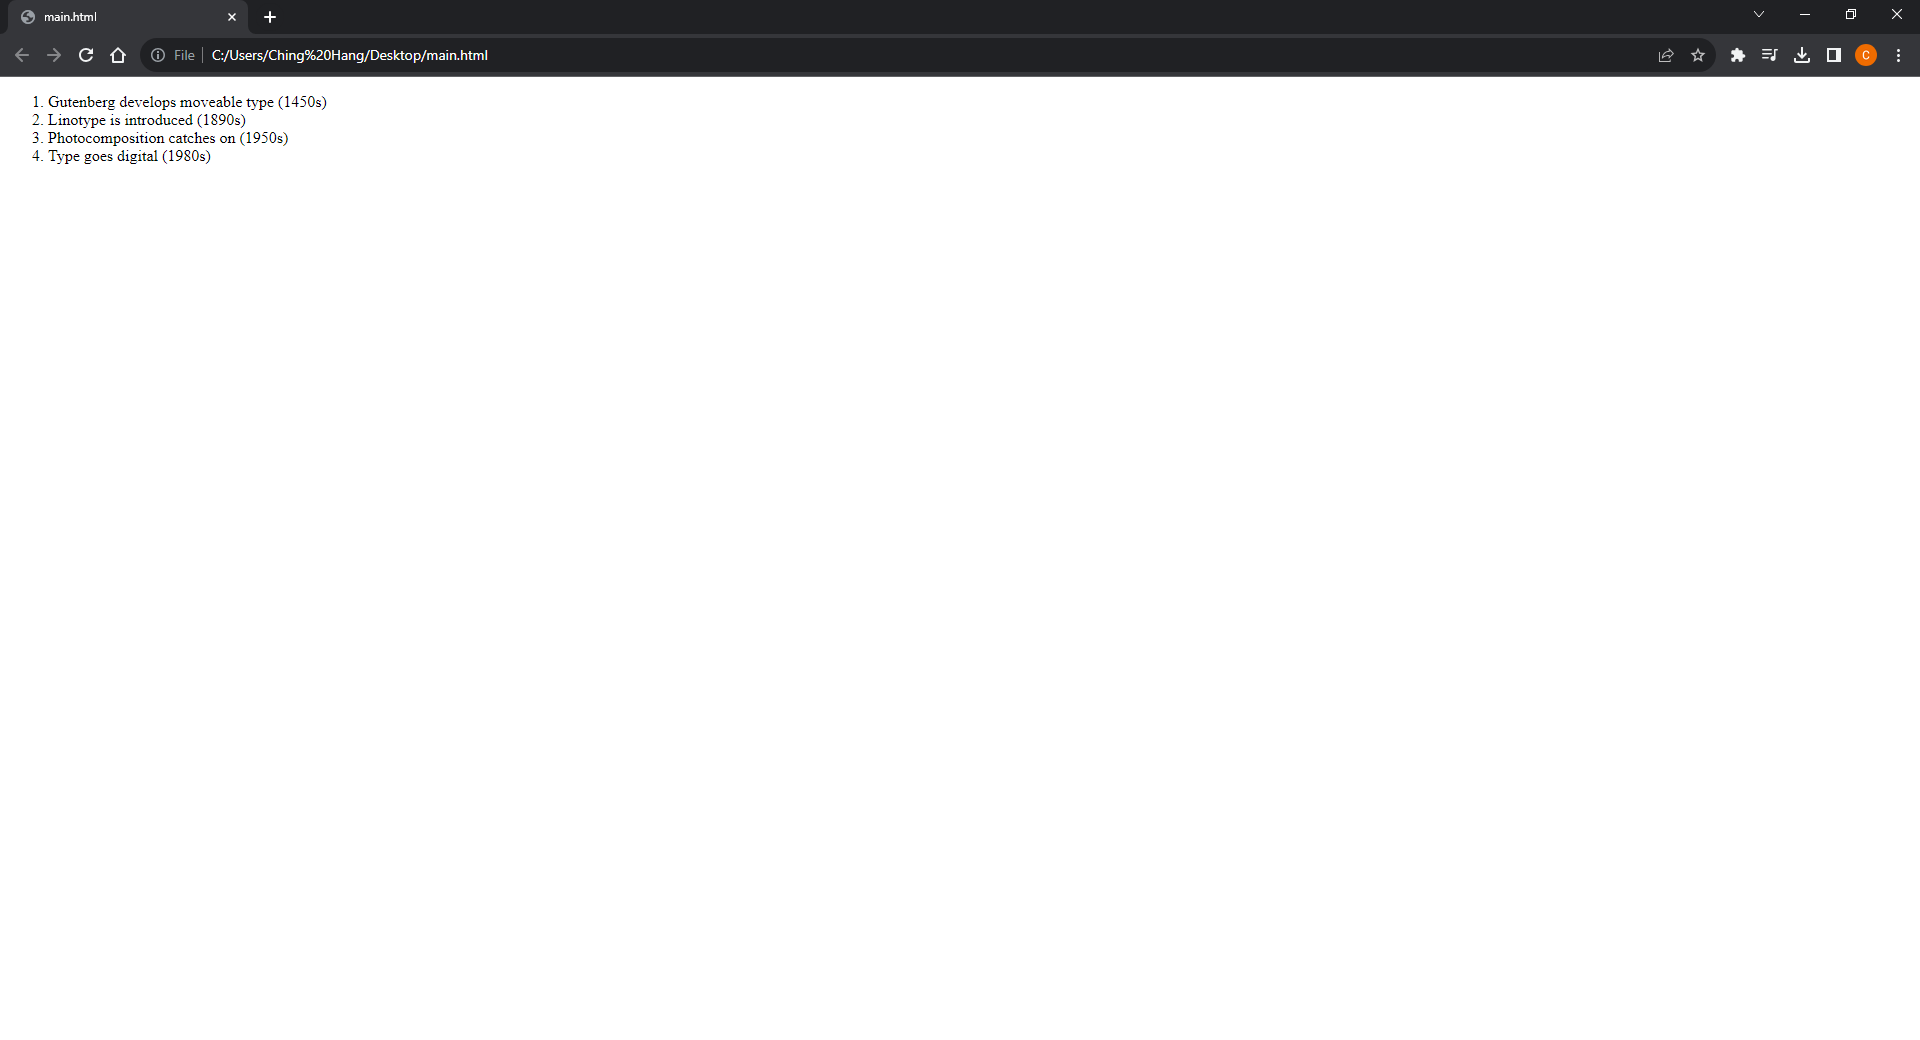 main.html
File
C:/Users/Ching%20Hang/Desktop/main.html
C
1. Gutenberg develops moveable type (1450s)
2. Linotype is introduced (1890s)
3. Photocomposition catches on (1950s)
4. Type goes digital (1980s)